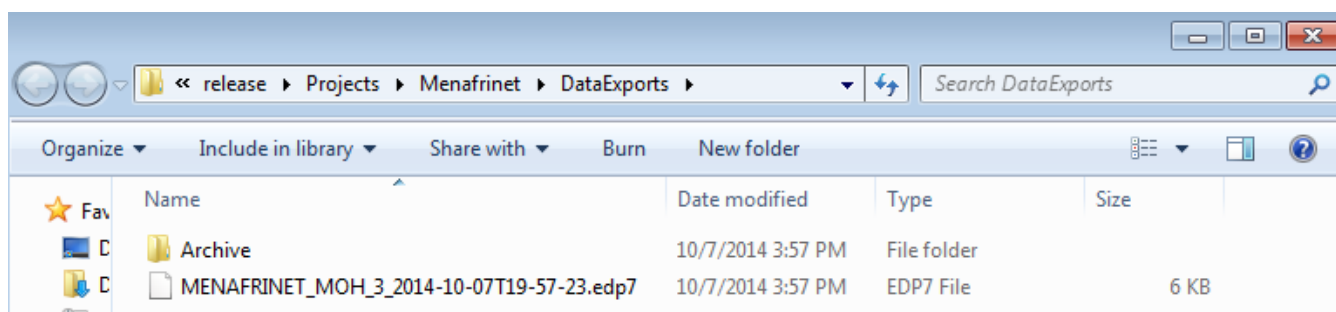 « release ▸ Projects ▸ Menafrinet ▸ DataExports ▸ Search DataExports
Organize Include in library Share with Burn New folder
Name Date modified Type Size
Archive 10/7/2014 3:57 PM File folder
MENAFRINET_MOH_3_2014-10-07T19-57-23.edp7 10/7/2014 3:57 PM EDP7 File 6 KB